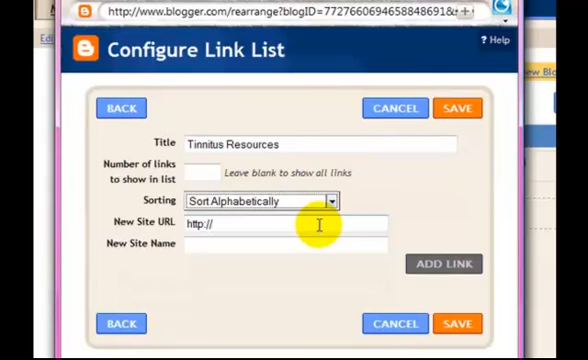 http://www.blogger.com/rearrange?blogID=7727660694658848691&
Configure Link List
? Help
BACK
CANCEL
SAVE
Title
Tinnitus Resources
Number of links
to show in list
Leave blank to show all links
Sorting
Sort Alphabetically
New Site URL
http://
New Site Name
ADD LINK
BACK
CANCEL
SAVE